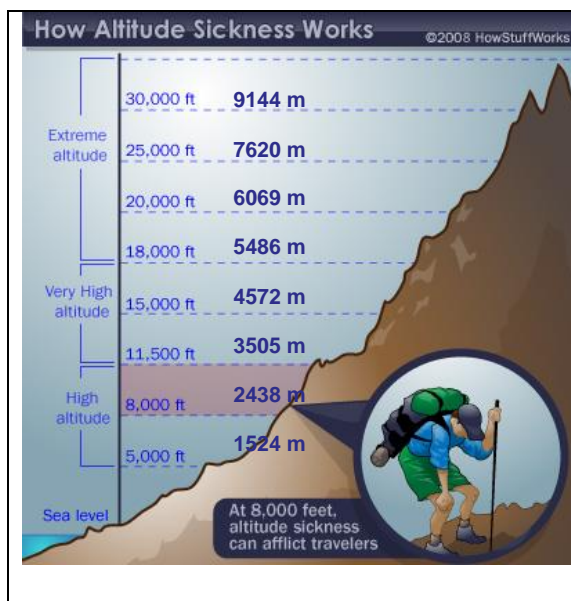 How Altitude Sickness Works
©2008 HowStuffWorks
30,000 ft 9144 m
Extreme
altitude
25,000 ft 7620 m
20,000 ft 6069 m
18,000 ft 5486 m
Very High
altitude
15,000 ft 4572 m
11,500 ft 3505 m
High
altitude
8,000 ft 2438 m
5,000 ft 1524 m
Sea level
At 8,000 feet,
altitude sickness
can afflict travelers